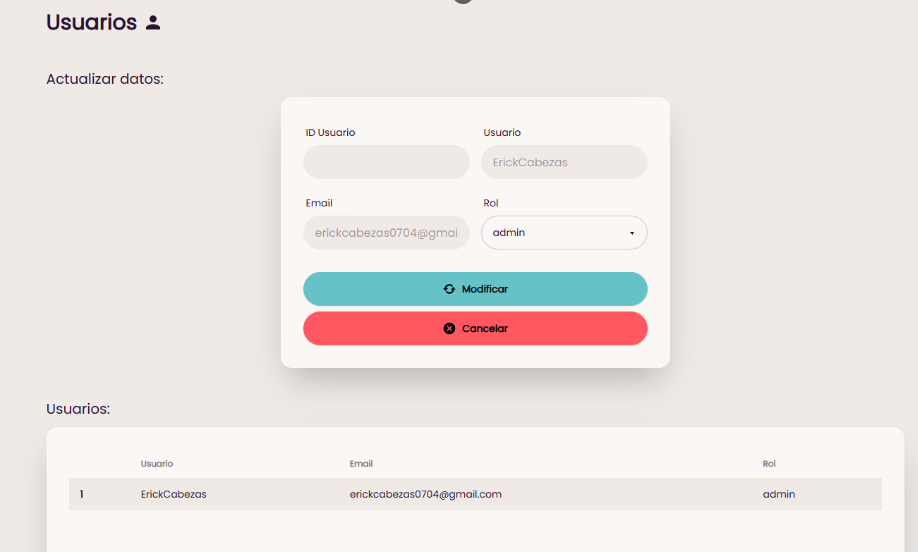 Usuarios
Actualizar datos:
ID Usuario
Usuario
ErickCabezas
Email
Rol
erickcabezas0704@gmai
admin
Modificar
Cancelar
Usuarios:
Usuario Email Rol
1 ErickCabezas erickcabezas0704@gmail.com admin